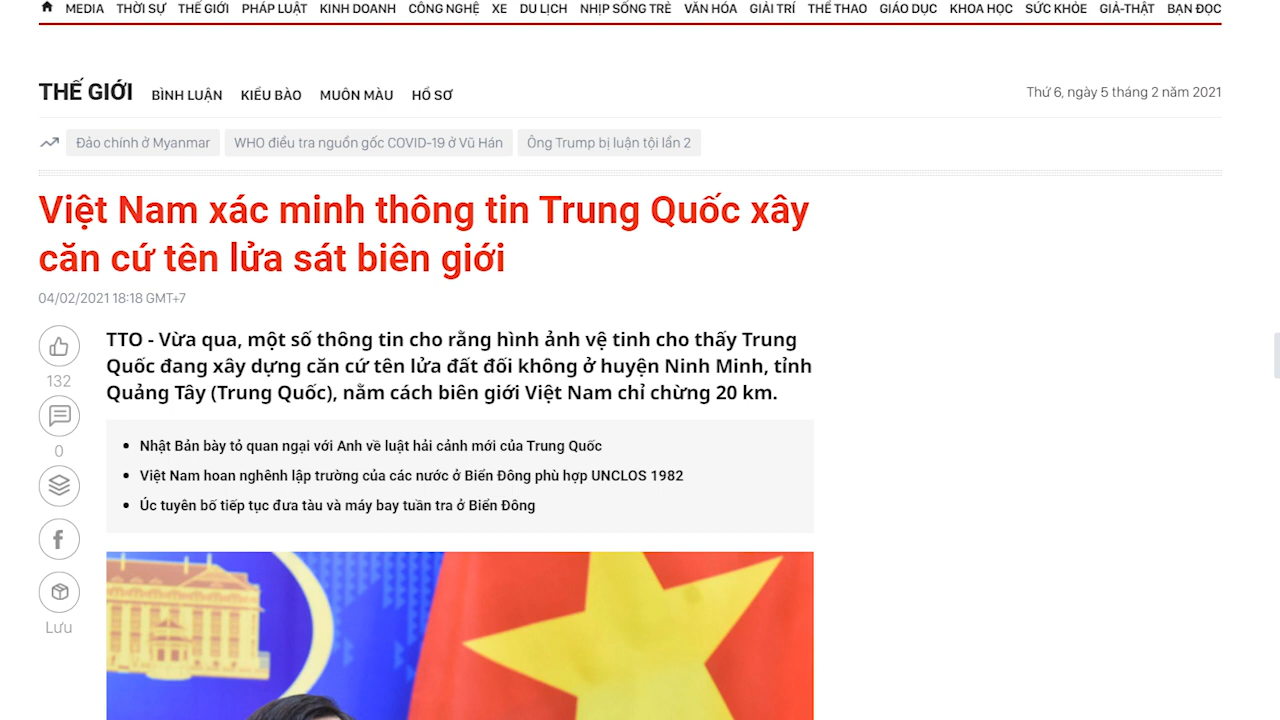 MEDIA THỜI SỰ THẾ GIỚI PHÁP LUẬT KINH DOANH CÔNG NGHỆ XE DU LỊCH NHỊP SỐNG TRẺ VĂN HÓA GIẢI TRÍ THỂ THAO GIÁO DỤC KHOA HỌC SỨC KHỎE GIẢ-THẬT BẠN ĐỌC
THẾ GIỚI BÌNH LUẬN KIỀU BÀO MUÔN MÀU HỒ SƠ Thứ 6, ngày 5 tháng 2 năm 2021
Đảo chính ở Myanmar WHO điều tra nguồn gốc COVID-19 ở Vũ Hán Ông Trump bị luận tội lần 2
Việt Nam xác minh thông tin Trung Quốc xây
căn cứ tên lửa sát biên giới
04/02/2021 18:18 GMT+7
TTO - Vừa qua, một số thông tin cho rằng hình ảnh vệ tinh cho thấy Trung
Quốc đang xây dựng căn cứ tên lửa đất đối không ở huyện Ninh Minh, tỉnh
Quảng Tây (Trung Quốc), nằm cách biên giới Việt Nam chỉ chừng 20 km.
132
0
Lưu
Nhật Bản bày tỏ quan ngại với Anh về luật hải cảnh mới của Trung Quốc
Việt Nam hoan nghênh lập trường của các nước ở Biển Đông phù hợp UNCLOS 1982
Úc tuyên bố tiếp tục đưa tàu và máy bay tuần tra ở Biển Đông